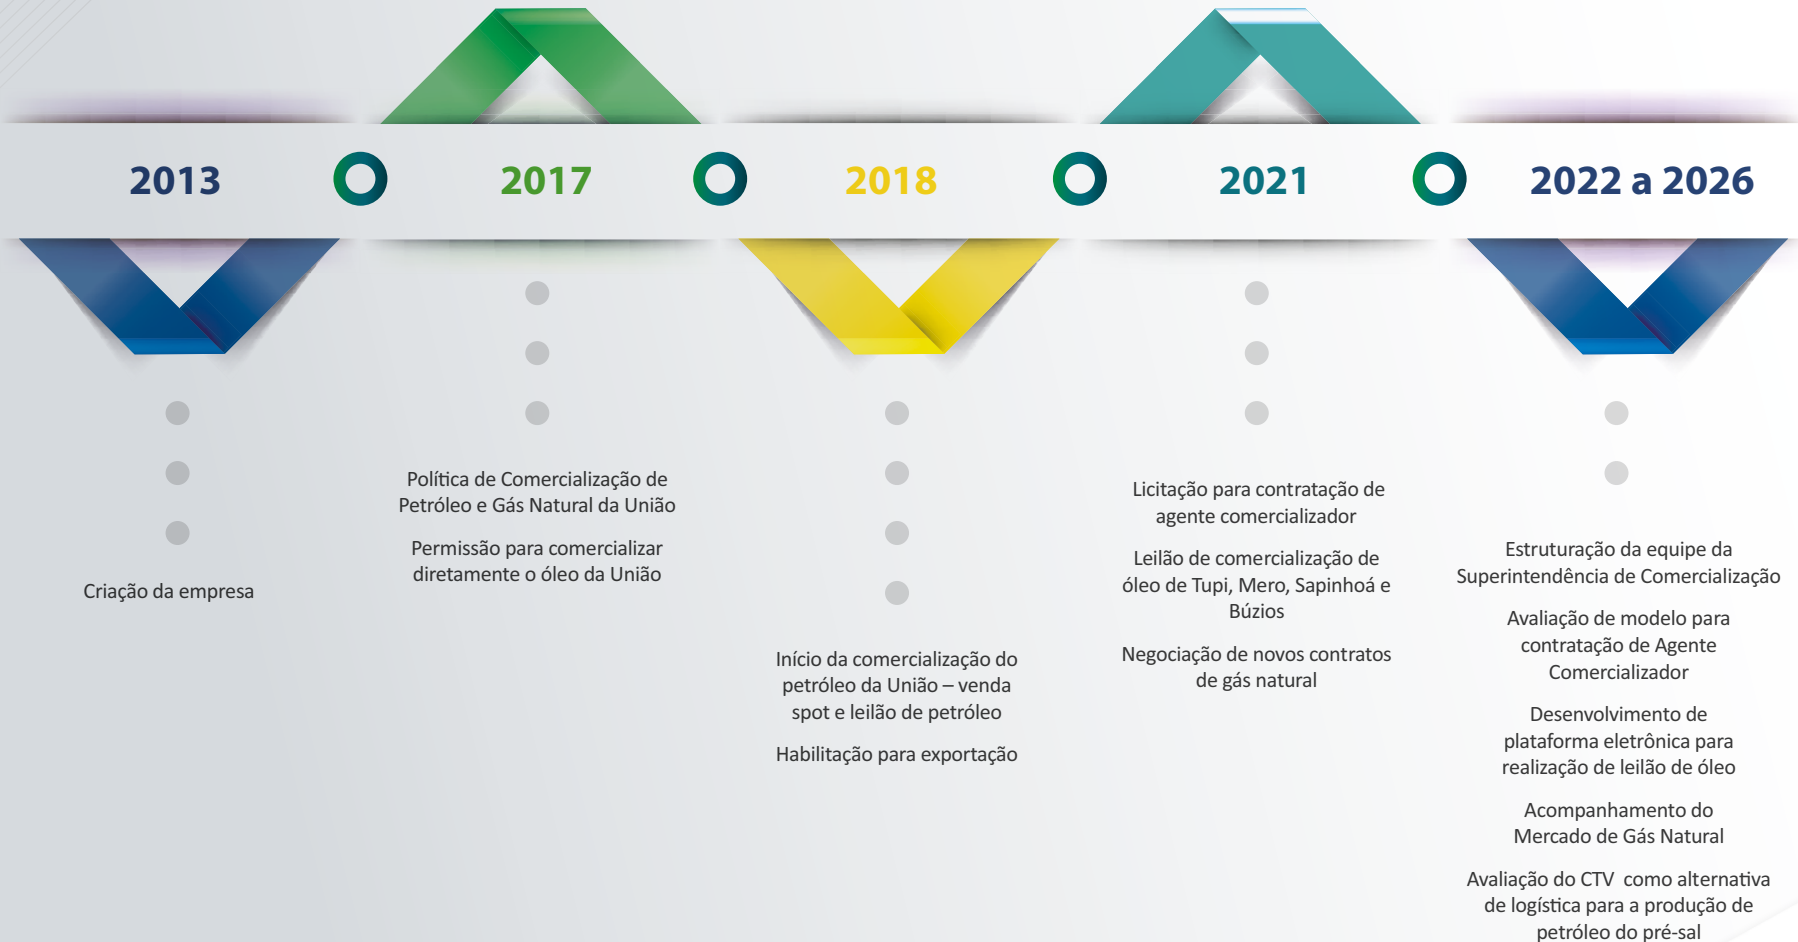 2013
2017
2018
2021
2022 a 2026
Criação da empresa
Política de Comercialização de
Petróleo e Gás Natural da União
Permissão para comercializar
diretamente o óleo da União
Início da comercialização do
petróleo da União – venda
spot e leilão de petróleo
Habilitação para exportação
Licitação para contratação de
agente comercializador
Leilão de comercialização de
óleo de Tupi, Mero, Sapinhoá e
Búzios
Negociação de novos contratos
de gás natural
Estruturação da equipe da
Superintendência de Comercialização
Avaliação de modelo para
contratação de Agente
Comercializador
Desenvolvimento de
plataforma eletrônica para
realização de leilão de óleo
Acompanhamento do
Mercado de Gás Natural
Avaliação do CTV como alternativa
de logística para a produção de
petróleo do pré-sal